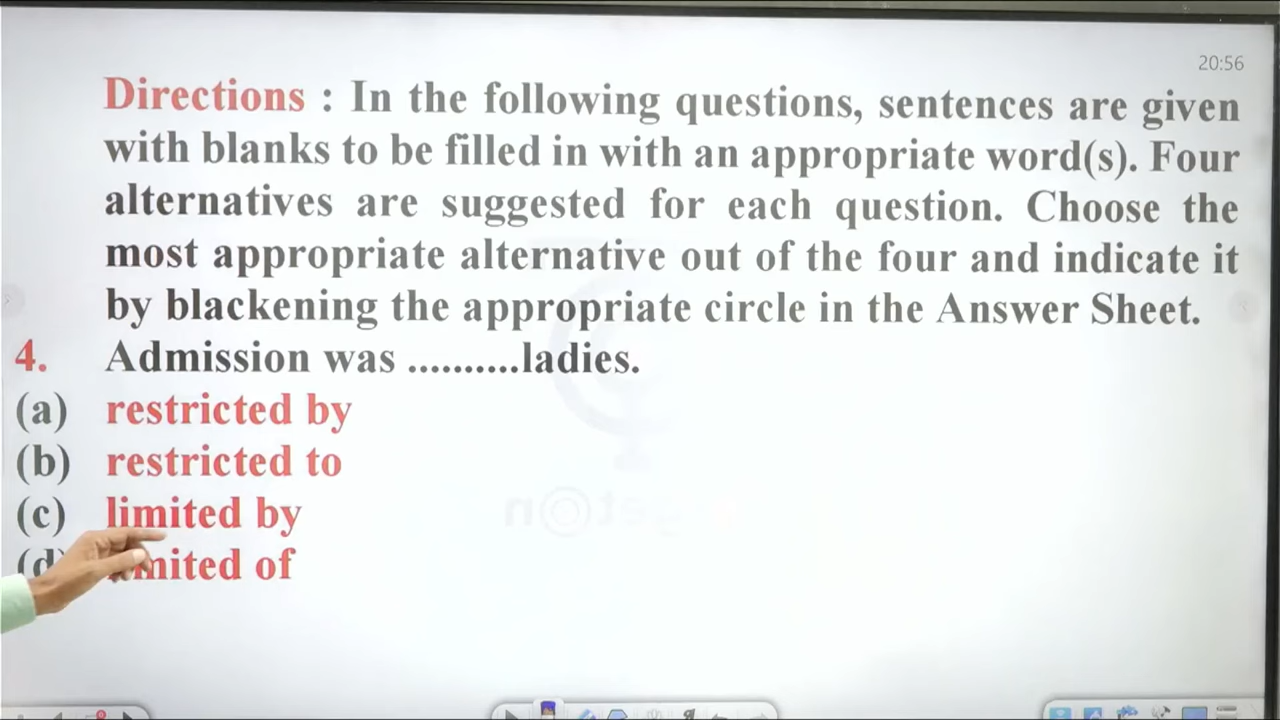 20:56
Directions : In the following questions, sentences are given
with blanks to be filled in with an appropriate word(s). Four
alternatives are suggested for each question. Choose the
most appropriate alternative out of the four and indicate it
by blackening the appropriate circle in the Answer Sheet.
4. Admission was ..........ladies.
(a) restricted by
(b) restricted to
(c) limited by
(d) limited of